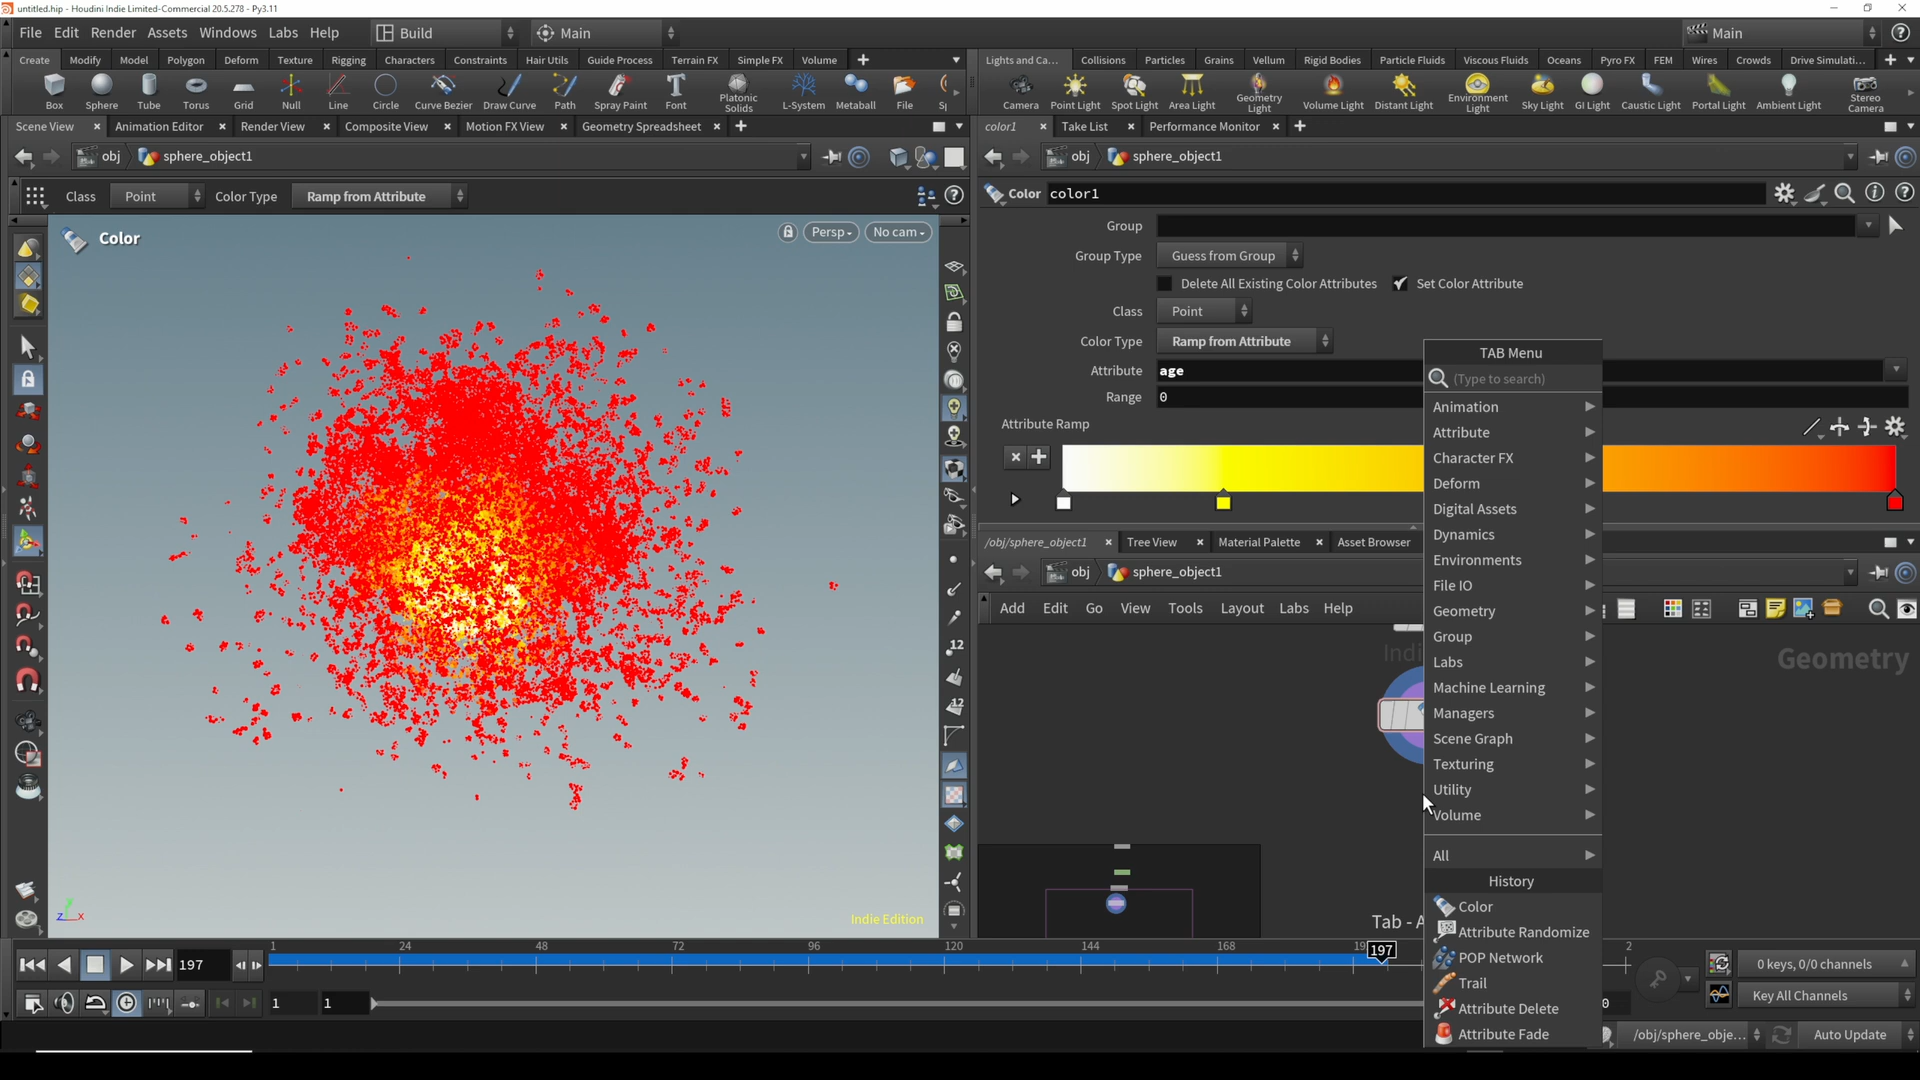 untitled.hip - Houdini Indie Limited-Commercial 20.5.278 - Py3.11
File Edit Render Assets Windows Labs Help Build Main Main
Create Modify Model Polygon Deform Texture Rigging Characters Constraints Hair Utils Guide Process Terrain FX Simple FX Volume
Lights and Ca... Collisions Particles Grains Vellum Rigid Bodies Particle Fluids Viscous Fluids Oceans Pyro FX FEM Wires Crowds Drive Simulati...
Box Sphere Tube Torus Grid Null Line Circle Curve Bezier Draw Curve Path Spray Paint Font Platonic Solids L-System Metaball File
Camera Point Light Spot Light Area Light Geometry Light Volume Light Distant Light Environment Light Sky Light GI Light Caustic Light Portal Light Ambient Light Stereo Camera
Scene View Animation Editor Render View Composite View Motion FX View Geometry Spreadsheet
color1 Take List Performance Monitor
obj sphere_object1
obj sphere_object1
Class Point Color Type Ramp from Attribute
Color color1
Group
Group Type Guess from Group
Delete All Existing Color Attributes Set Color Attribute
Class Point
Color Type Ramp from Attribute
Attribute age
Range 0
Attribute Ramp
Color
Persp No cam
12
12
Indie Edition
/obj/sphere_object1 Tree View Material Palette Asset Browser
obj sphere_object1
Add Edit Go View Tools Layout Labs Help
Indi
Geometry
Tab - A
TAB Menu
(Type to search)
Animation
Attribute
Character FX
Deform
Digital Assets
Dynamics
Environments
File IO
Geometry
Group
Labs
Machine Learning
Managers
Scene Graph
Texturing
Utility
Volume
All
History
Color
Attribute Randomize
POP Network
Trail
Attribute Delete
Attribute Fade
z x
197
1 24 48 72 96 120 144 168 19 197 2
1 1 0
0 keys, 0/0 channels
Key All Channels
/obj/sphere_obje... Auto Update